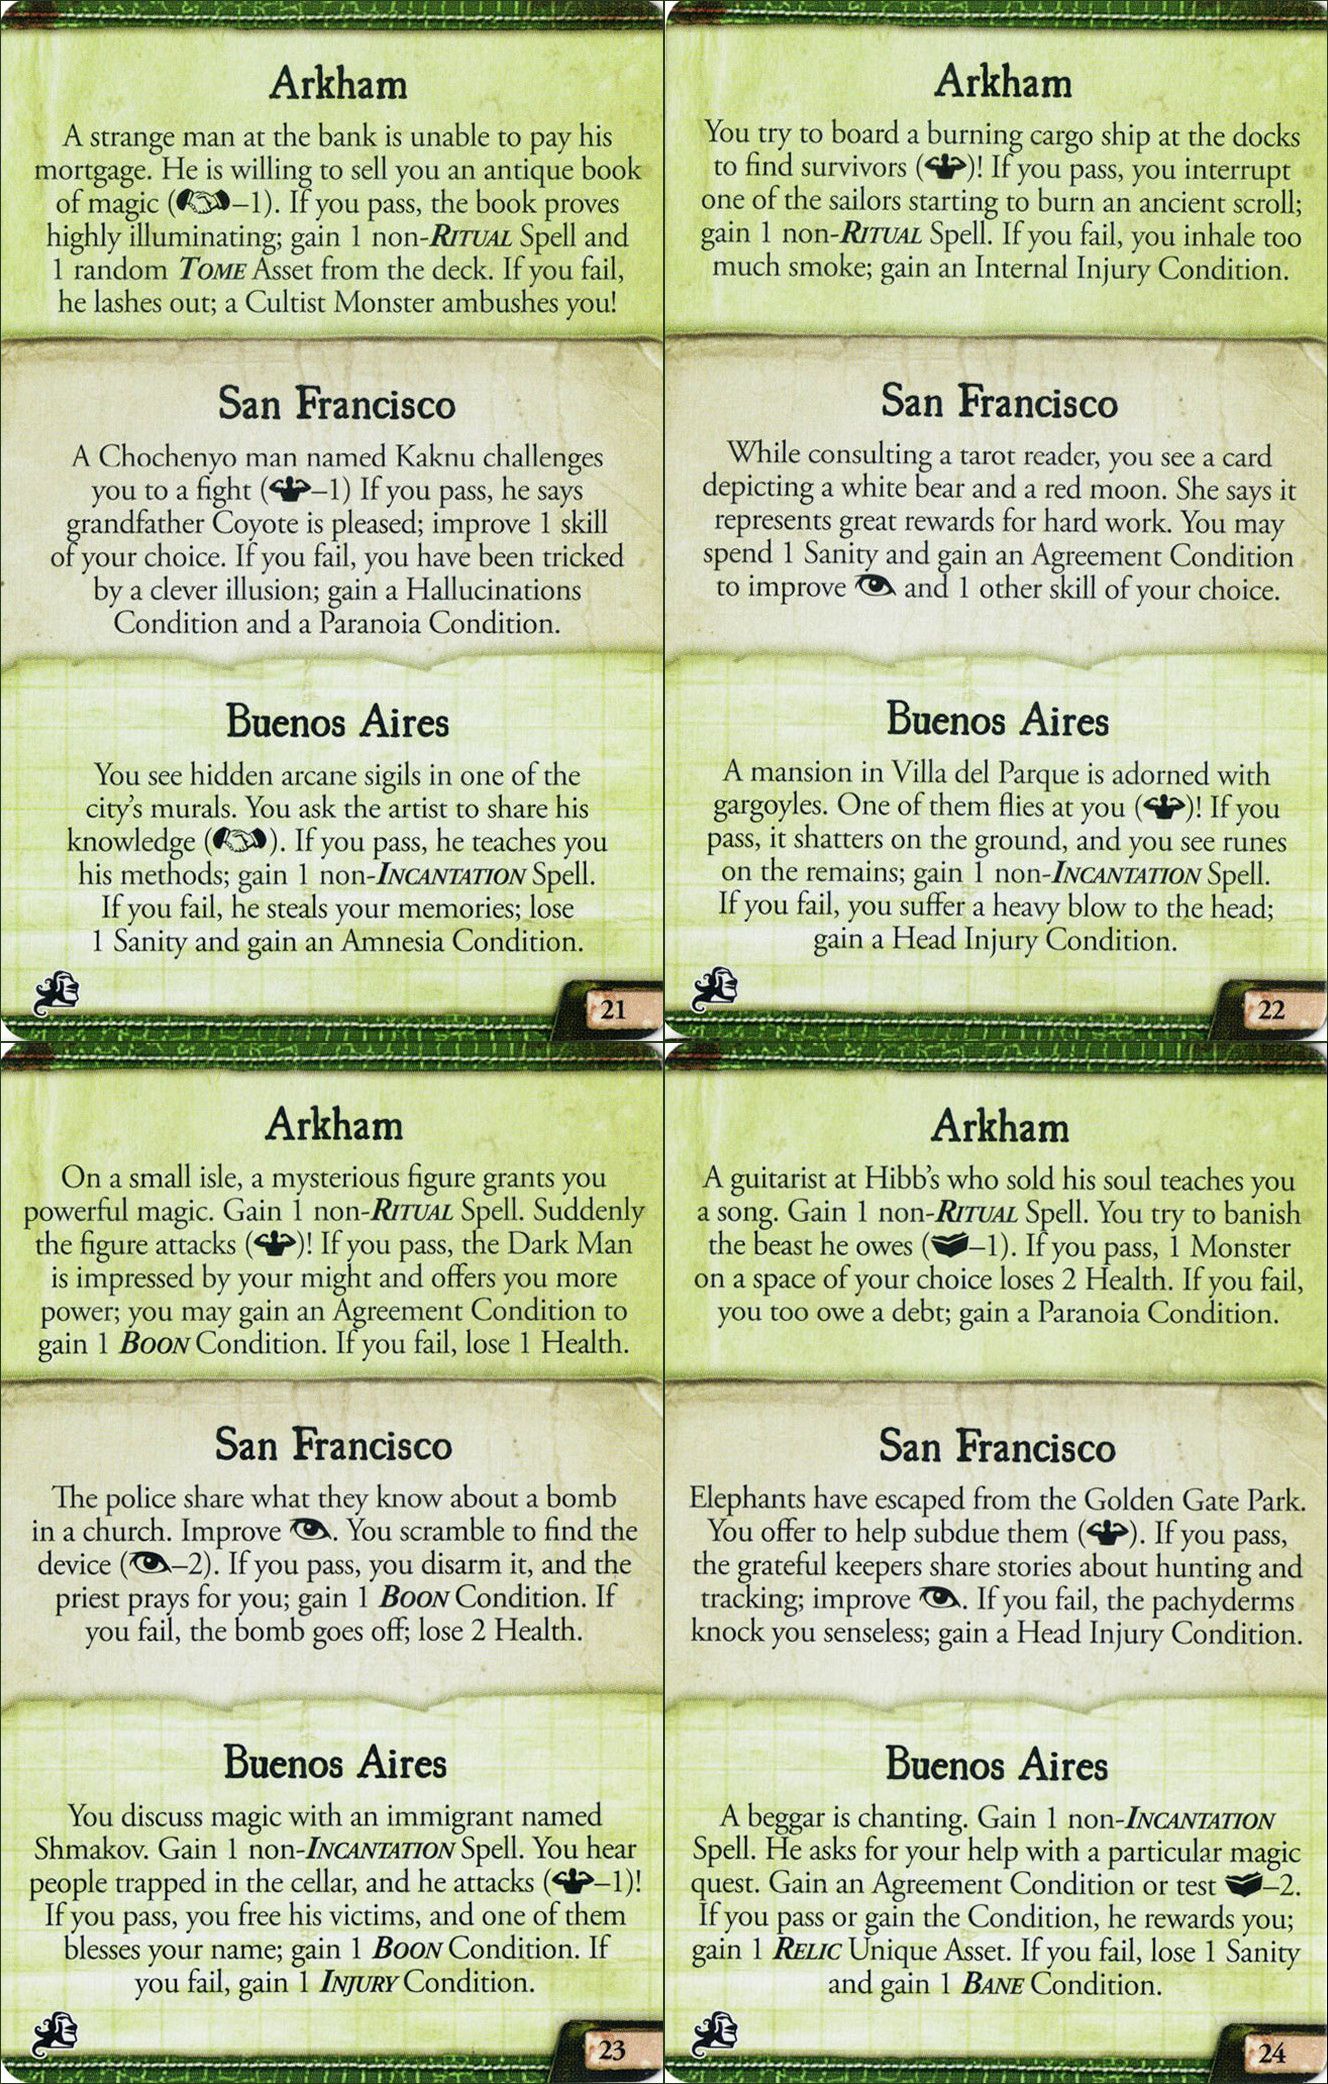 Arkham
A strange man at the bank is unable to pay his
mortgage. He is willing to sell you an antique book
of magic (–1). If you pass, the book proves
highly illuminating; gain 1 non-RITUAL Spell and
1 random TOME Asset from the deck. If you fail,
he lashes out; a Cultist Monster ambushes you!
San Francisco
A Chochenyo man named Kaknu challenges
you to a fight (–1) If you pass, he says
grandfather Coyote is pleased; improve 1 skill
of your choice. If you fail, you have been tricked
by a clever illusion; gain a Hallucinations
Condition and a Paranoia Condition.
Buenos Aires
You see hidden arcane sigils in one of the
city's murals. You ask the artist to share his
knowledge (). If you pass, he teaches you
his methods; gain 1 non-INCANTATION Spell.
If you fail, he steals your memories; lose
1 Sanity and gain an Amnesia Condition.
21
Arkham
You try to board a burning cargo ship at the docks
to find survivors ()! If you pass, you interrupt
one of the sailors starting to burn an ancient scroll;
gain 1 non-RITUAL Spell. If you fail, you inhale too
much smoke; gain an Internal Injury Condition.
San Francisco
While consulting a tarot reader, you see a card
depicting a white bear and a red moon. She says it
represents great rewards for hard work. You may
spend 1 Sanity and gain an Agreement Condition
to improve and 1 other skill of your choice.
Buenos Aires
A mansion in Villa del Parque is adorned with
gargoyles. One of them flies at you ()! If you
pass, it shatters on the ground, and you see runes
on the remains; gain 1 non-INCANTATION Spell.
If you fail, you suffer a heavy blow to the head;
gain a Head Injury Condition.
22
Arkham
On a small isle, a mysterious figure grants you
powerful magic. Gain 1 non-RITUAL Spell. Suddenly
the figure attacks ()! If you pass, the Dark Man
is impressed by your might and offers you more
power; you may gain an Agreement Condition to
gain 1 BOON Condition. If you fail, lose 1 Health.
San Francisco
The police share what they know about a bomb
in a church. Improve . You scramble to find the
device (–2). If you pass, you disarm it, and the
priest prays for you; gain 1 BOON Condition. If
you fail, the bomb goes off; lose 2 Health.
Buenos Aires
You discuss magic with an immigrant named
Shmakov. Gain 1 non-INCANTATION Spell. You hear
people trapped in the cellar, and he attacks (–1)!
If you pass, you free his victims, and one of them
blesses your name; gain 1 BOON Condition. If
you fail, gain 1 INJURY Condition.
23
Arkham
A guitarist at Hibb's who sold his soul teaches you
a song. Gain 1 non-RITUAL Spell. You try to banish
the beast he owes (–1). If you pass, 1 Monster
on a space of your choice loses 2 Health. If you fail,
you too owe a debt; gain a Paranoia Condition.
San Francisco
Elephants have escaped from the Golden Gate Park.
You offer to help subdue them (). If you pass,
the grateful keepers share stories about hunting and
tracking; improve . If you fail, the pachyderms
knock you senseless; gain a Head Injury Condition.
Buenos Aires
A beggar is chanting. Gain 1 non-INCANTATION
Spell. He asks for your help with a particular magic
quest. Gain an Agreement Condition or test –2.
If you pass or gain the Condition, he rewards you;
gain 1 RELIC Unique Asset. If you fail, lose 1 Sanity
and gain 1 BANE Condition.
24